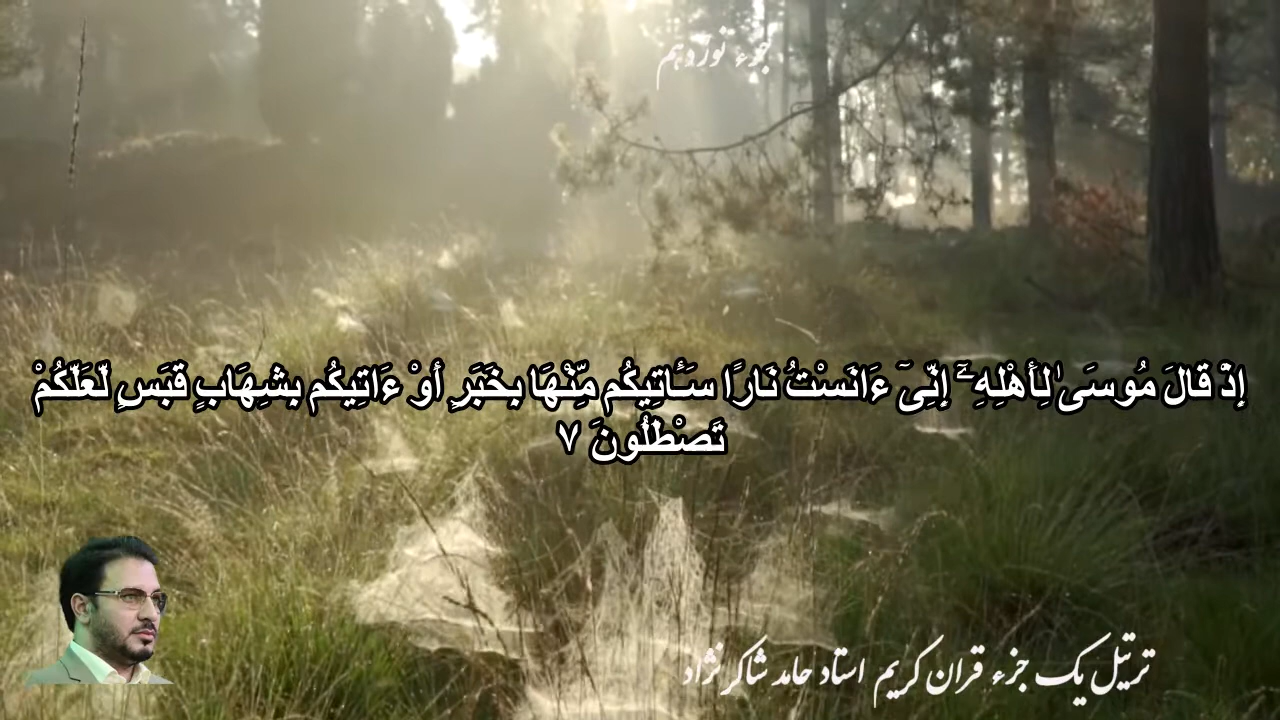 جزء نوزدهم
إِذْ قَالَ مُوسَىٰ لِأَهْلِهِۦٓ إِنِّىٓ ءَانَسْتُ نَارًا سَـَٔاتِيكُم مِّنْهَا بِخَبَرٍ أَوْ ءَاتِيكُم بِشِهَابٍ قَبَسٍ لَّعَلَّكُمْ
تَصْطَلُونَ ٧
ترتیل یک جزء قران کریم استاد حامد شاکرنژاد